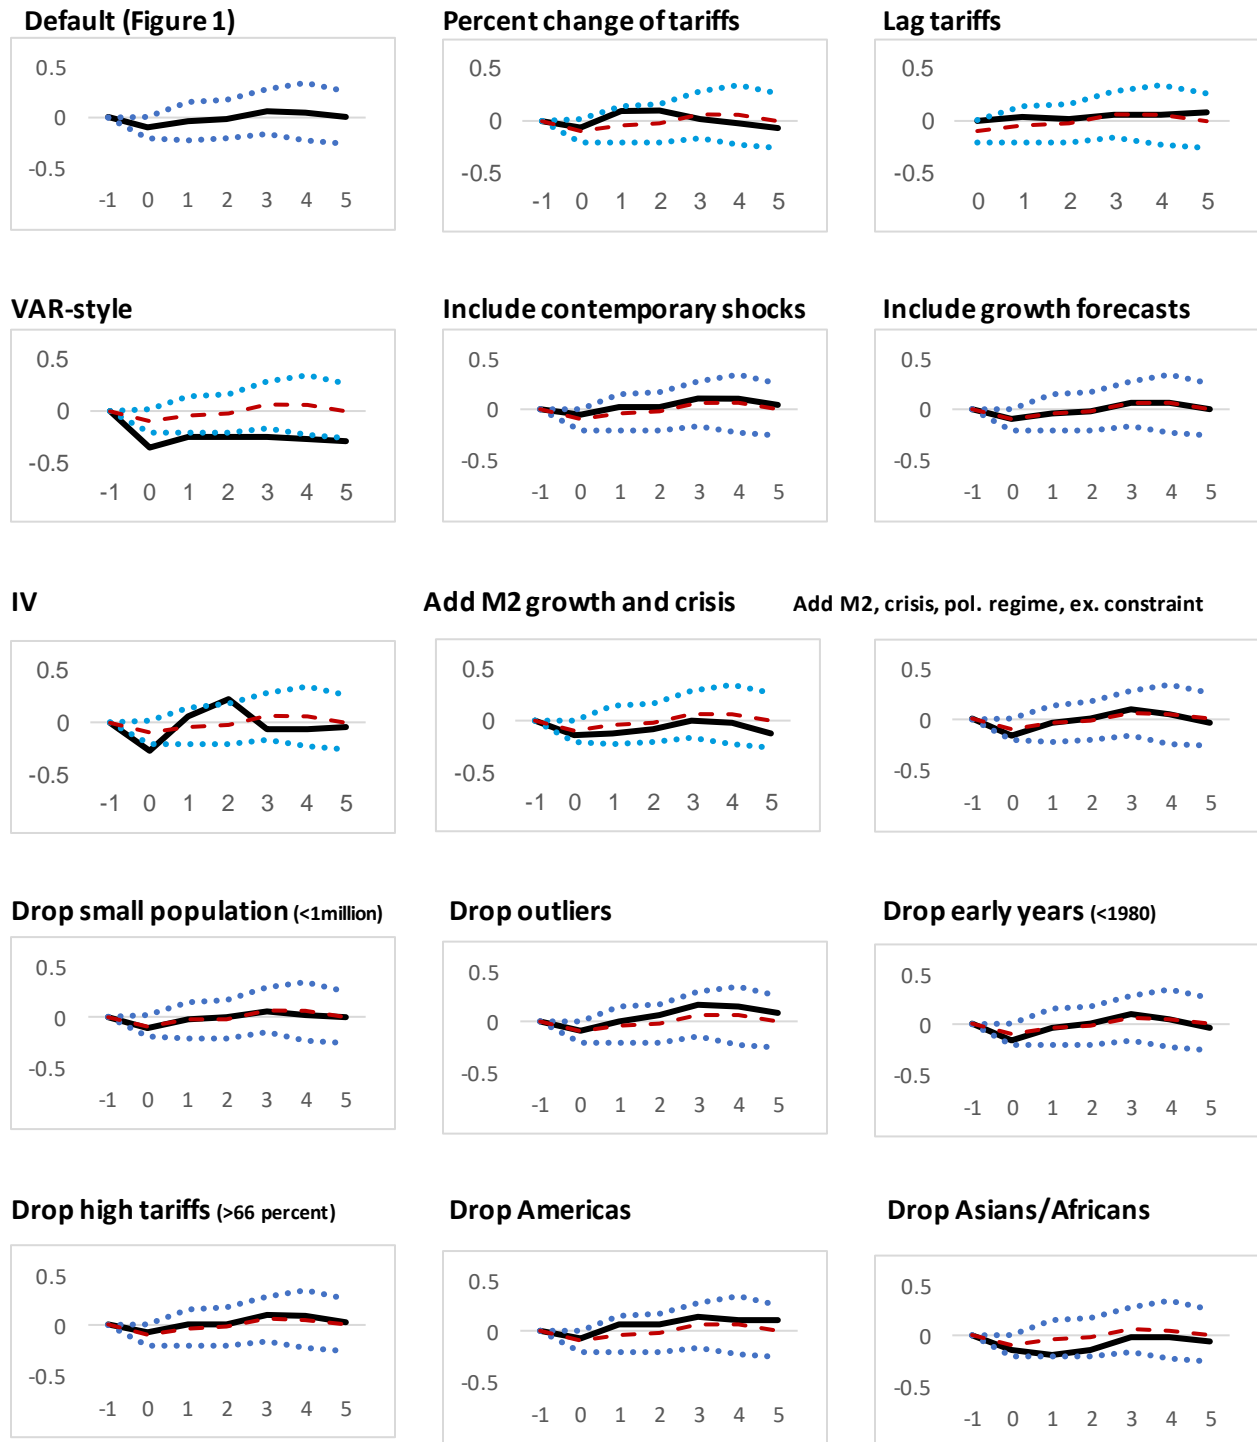 Default (Figure 1)
0.5
0
-0.5
-1 0 1 2 3 4 5
Percent change of tariffs
0.5
0
-0.5
-1 0 1 2 3 4 5
Lag tariffs
0.5
0
-0.5
0 1 2 3 4 5
VAR-style
0.5
0
-0.5
-1 0 1 2 3 4 5
Include contemporary shocks
0.5
0
-0.5
-1 0 1 2 3 4 5
Include growth forecasts
0.5
0
-0.5
-1 0 1 2 3 4 5
IV
0.5
0
-0.5
-1 0 1 2 3 4 5
Add M2 growth and crisis
0.5
0
-0.5
-1 0 1 2 3 4 5
Add M2, crisis, pol. regime, ex. constraint
0.5
0
-0.5
-1 0 1 2 3 4 5
Drop small population (<1million)
0.5
0
-0.5
-1 0 1 2 3 4 5
Drop outliers
0.5
0
-0.5
-1 0 1 2 3 4 5
Drop early years (<1980)
0.5
0
-0.5
-1 0 1 2 3 4 5
Drop high tariffs (>66 percent)
0.5
0
-0.5
-1 0 1 2 3 4 5
Drop Americas
0.5
0
-0.5
-1 0 1 2 3 4 5
Drop Asians/Africans
0.5
0
-0.5
-1 0 1 2 3 4 5